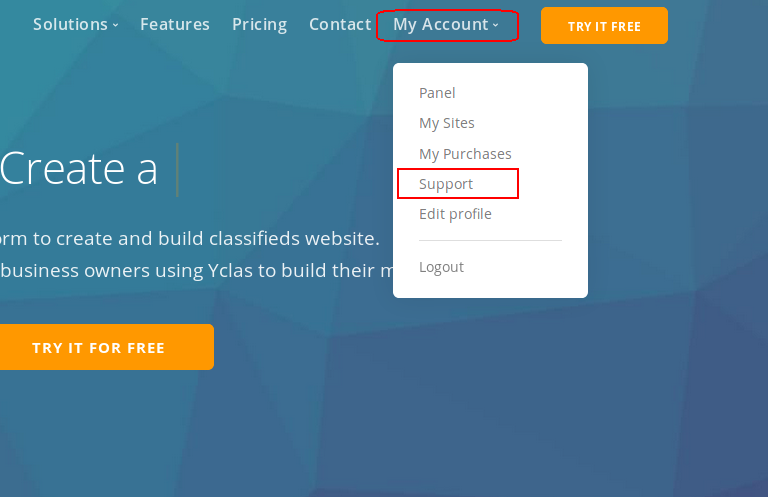 Solutions Features Pricing Contact My Account TRY IT FREE
Panel
My Sites
My Purchases
Support
Edit profile
Logout
Create a
orm to create and build classifieds website.
business owners using Yclas to build their m
TRY IT FOR FREE